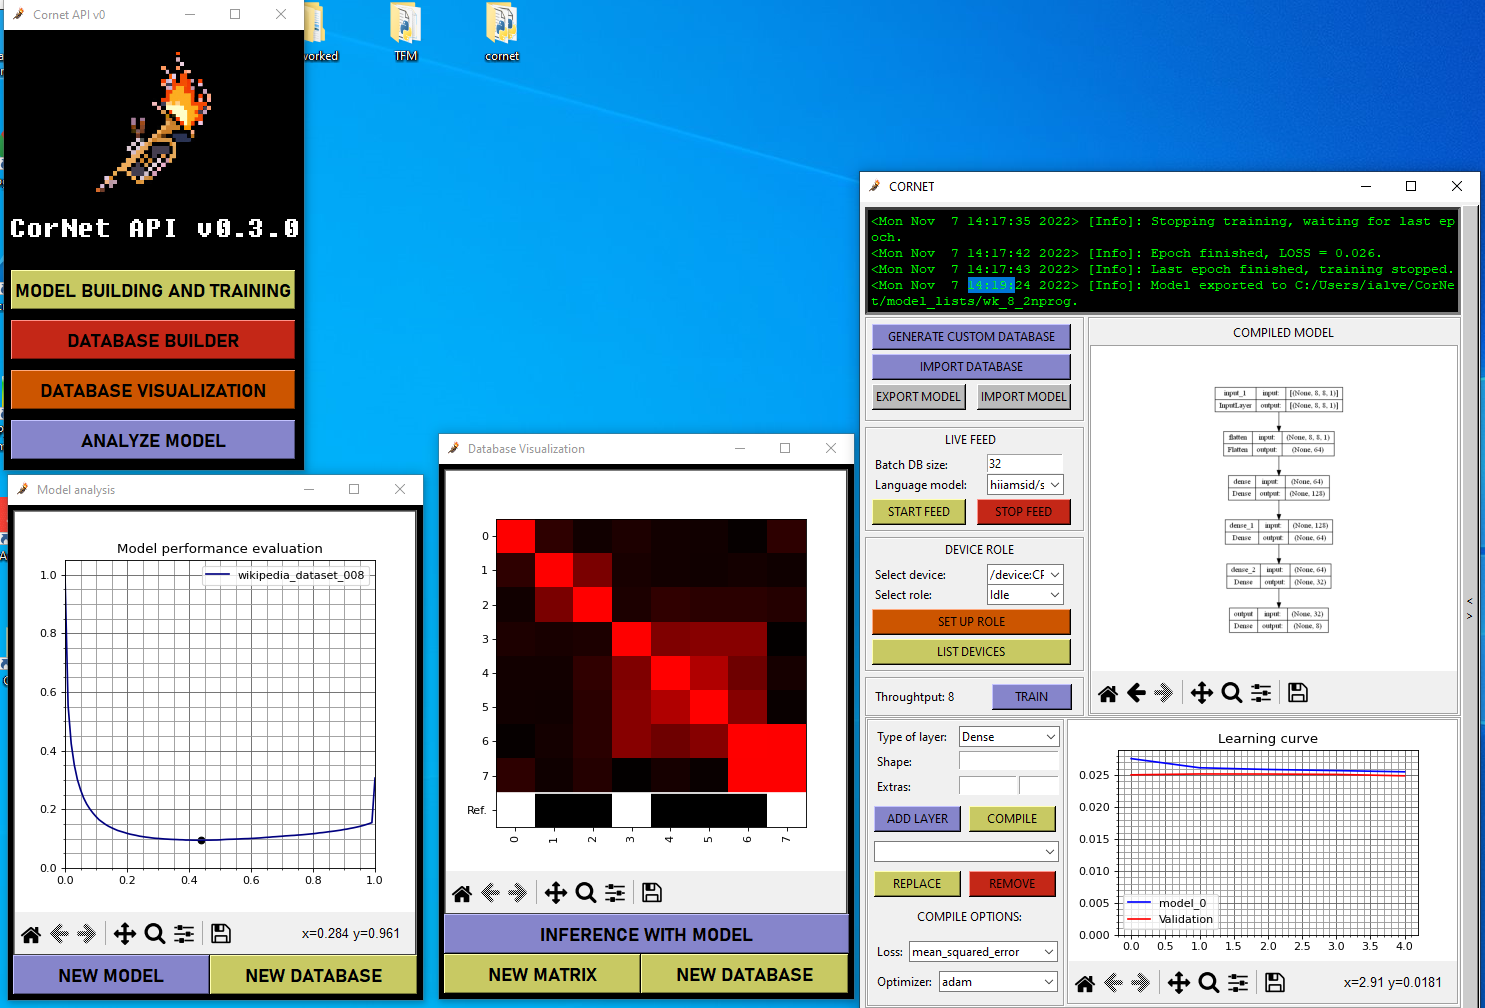 Cornet API v0
CorNet API v0.3.0
MODEL BUILDING AND TRAINING
DATABASE BUILDER
DATABASE VISUALIZATION
ANALYZE MODEL
worked
TFM
cornet
Model analysis
Model performance evaluation
wikipedia_dataset_008
1.0
0.8
0.6
0.4
0.2
0.0
0.0 0.2 0.4 0.6 0.8 1.0
x=0.284 y=0.961
NEW MODEL
NEW DATABASE
Database Visualization
0
1
2
3
4
5
6
7
Ref.
0 1 2 3 4 5 6 7
INFERENCE WITH MODEL
NEW MATRIX
NEW DATABASE
CORNET
<Mon Nov  7 14:17:35 2022> [Info]: Stopping training, waiting for last ep
och.
<Mon Nov  7 14:17:42 2022> [Info]: Epoch finished, LOSS = 0.026.
<Mon Nov  7 14:17:43 2022> [Info]: Last epoch finished, training stopped.
<Mon Nov  7 14:19:24 2022> [Info]: Model exported to C:/Users/ialve/CorNe
t/model_lists/wk_8_2nprog.
GENERATE CUSTOM DATABASE
IMPORT DATABASE
EXPORT MODEL
IMPORT MODEL
LIVE FEED
Batch DB size: 32
Language model: hiiamsid/s
START FEED
STOP FEED
DEVICE ROLE
Select device: /device:CF
Select role: Idle
SET UP ROLE
LIST DEVICES
Throughtput: 8
TRAIN
COMPILED MODEL
input_1 input: [(None, 8, 8, 1)]
InputLayer output: [(None, 8, 8, 1)]
flatten input: (None, 8, 8, 1)
Flatten output: (None, 64)
dense input: (None, 64)
Dense output: (None, 128)
dense_1 input: (None, 128)
Dense output: (None, 64)
dense_2 input: (None, 64)
Dense output: (None, 32)
output input: (None, 32)
Dense output: (None, 8)
<
>
Type of layer: Dense
Shape:
Extras:
ADD LAYER
COMPILE
REPLACE
REMOVE
COMPILE OPTIONS:
Loss: mean_squared_error
Optimizer: adam
Learning curve
0.025
0.020
0.015
0.010
0.005
0.000
model_0
Validation
0.0 0.5 1.0 1.5 2.0 2.5 3.0 3.5 4.0
x=2.91 y=0.0181